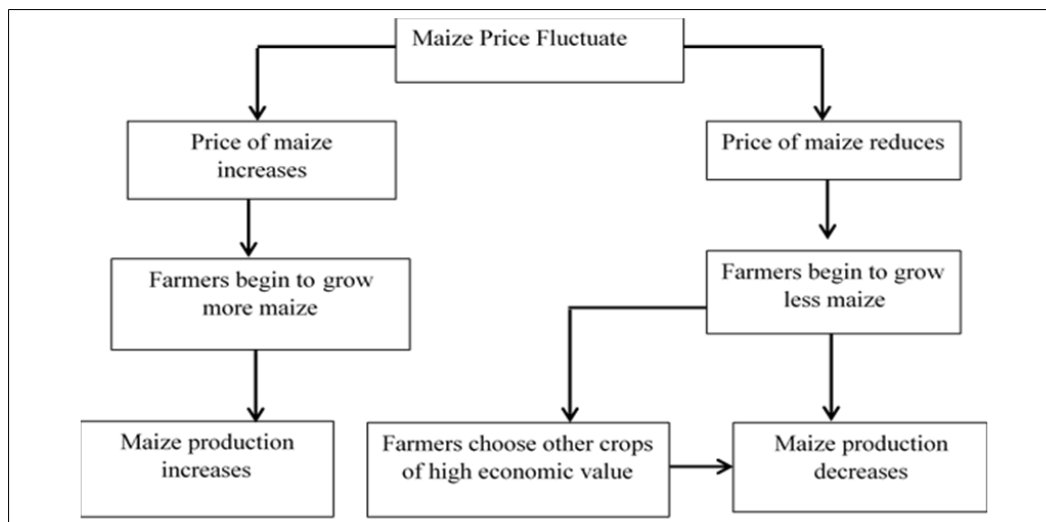 Maize Price Fluctuate
Price of maize
increases
Price of maize reduces
Farmers begin to grow
more maize
Farmers begin to grow
less maize
Maize production
increases
Farmers choose other crops
of high economic value
Maize production
decreases